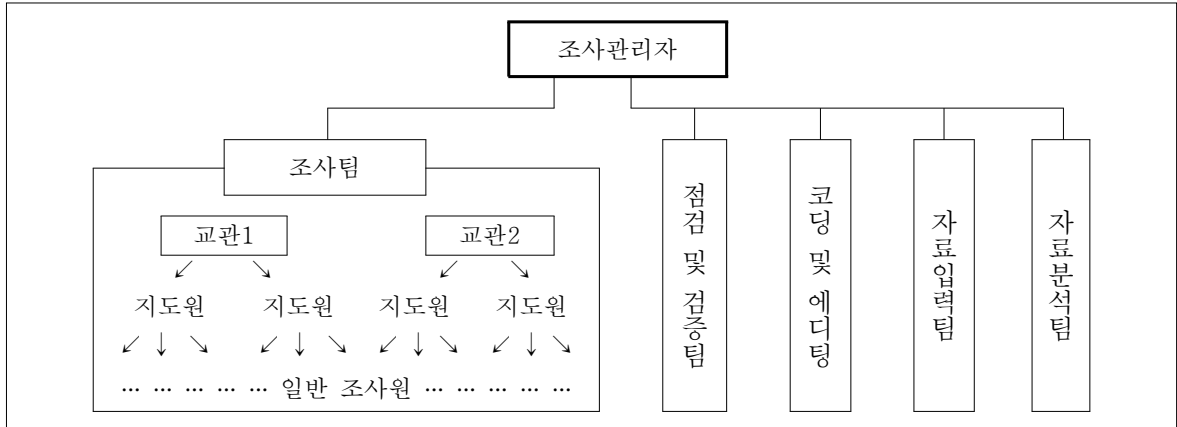 조사관리자
조사팀
교관1 교관2
지도원 지도원 지도원 지도원
… … … … … 일반 조사원 … … … … …
점검 및 검증팀
코딩 및 에디팅
자료입력팀
자료분석팀